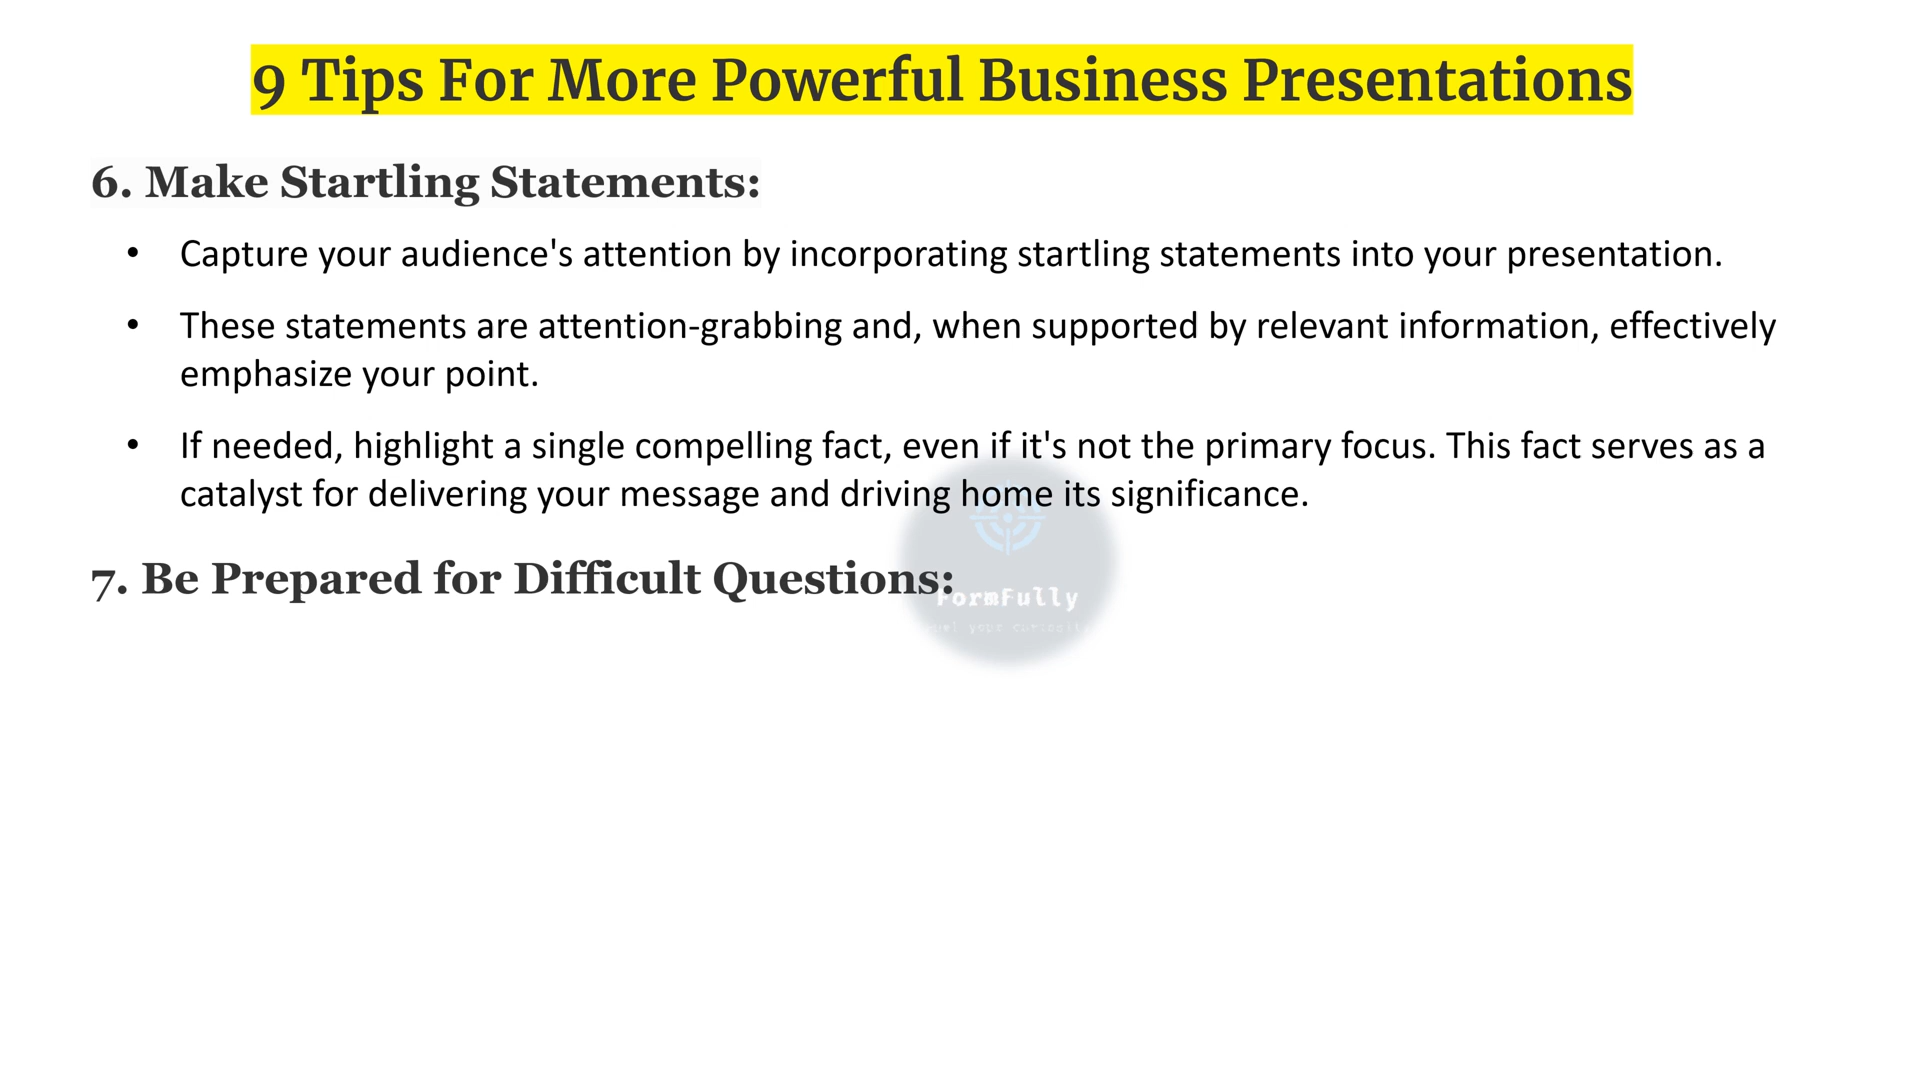 9 Tips For More Powerful Business Presentations
6. Make Startling Statements:
• Capture your audience's attention by incorporating startling statements into your presentation.
• These statements are attention-grabbing and, when supported by relevant information, effectively
emphasize your point.
• If needed, highlight a single compelling fact, even if it's not the primary focus. This fact serves as a
catalyst for delivering your message and driving home its significance.
7. Be Prepared for Difficult Questions:
FormFully